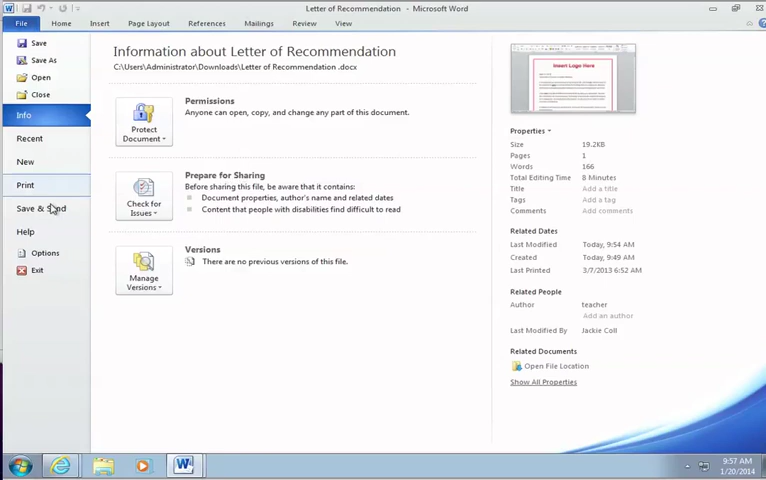 Letter of Recommendation - Microsoft Word
File Home Insert Page Layout References Mailings Review View
Save
Save As
Open
Close
Info
Recent
New
Print
Save & Send
Help
Options
Exit
Information about Letter of Recommendation
C:\Users\Administrator\Downloads\Letter of Recommendation .docx
Protect
Document
Permissions
Anyone can open, copy, and change any part of this document.
Check for
Issues
Prepare for Sharing
Before sharing this file, be aware that it contains:
Document properties, author's name and related dates
Content that people with disabilities find difficult to read
Manage
Versions
Versions
There are no previous versions of this file.
Insert Logo Here
Properties
Size 19.2KB
Pages 1
Words 166
Total Editing Time 8 Minutes
Title Add a title
Tags Add a tag
Comments Add comments
Related Dates
Last Modified Today, 9:54 AM
Created Today, 9:49 AM
Last Printed 3/7/2013 6:52 AM
Related People
Author teacher
Add an author
Last Modified By Jackie Coll
Related Documents
Open File Location
Show All Properties
9:57 AM
1/20/2014